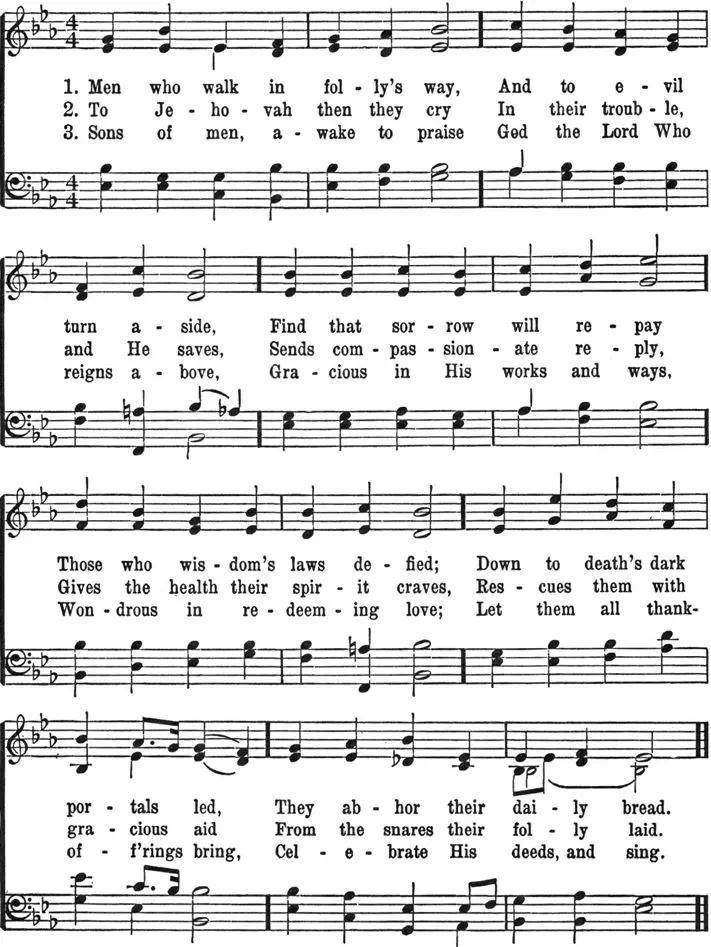 4
4
1. Men who walk in fol - ly's way, And to e - vil
2. To Je - ho - vah then they cry In their troub - le,
3. Sons of men, a - wake to praise God the Lord Who
4
4
turn a - side, Find that sor - row will re - pay
and He saves, Sends com - pas - sion - ate re - ply,
reigns a - bove, Gra - cious in His works and ways,
Those who wis - dom's laws de - fied; Down to death's dark
Gives the health their spir - it craves, Res - cues them with
Won - drous in re - deem - ing love; Let them all thank-
por - tals led, They ab - hor their dai - ly bread.
gra - cious aid From the snares their fol - ly laid.
of - f'rings bring, Cel - e - brate His deeds, and sing.